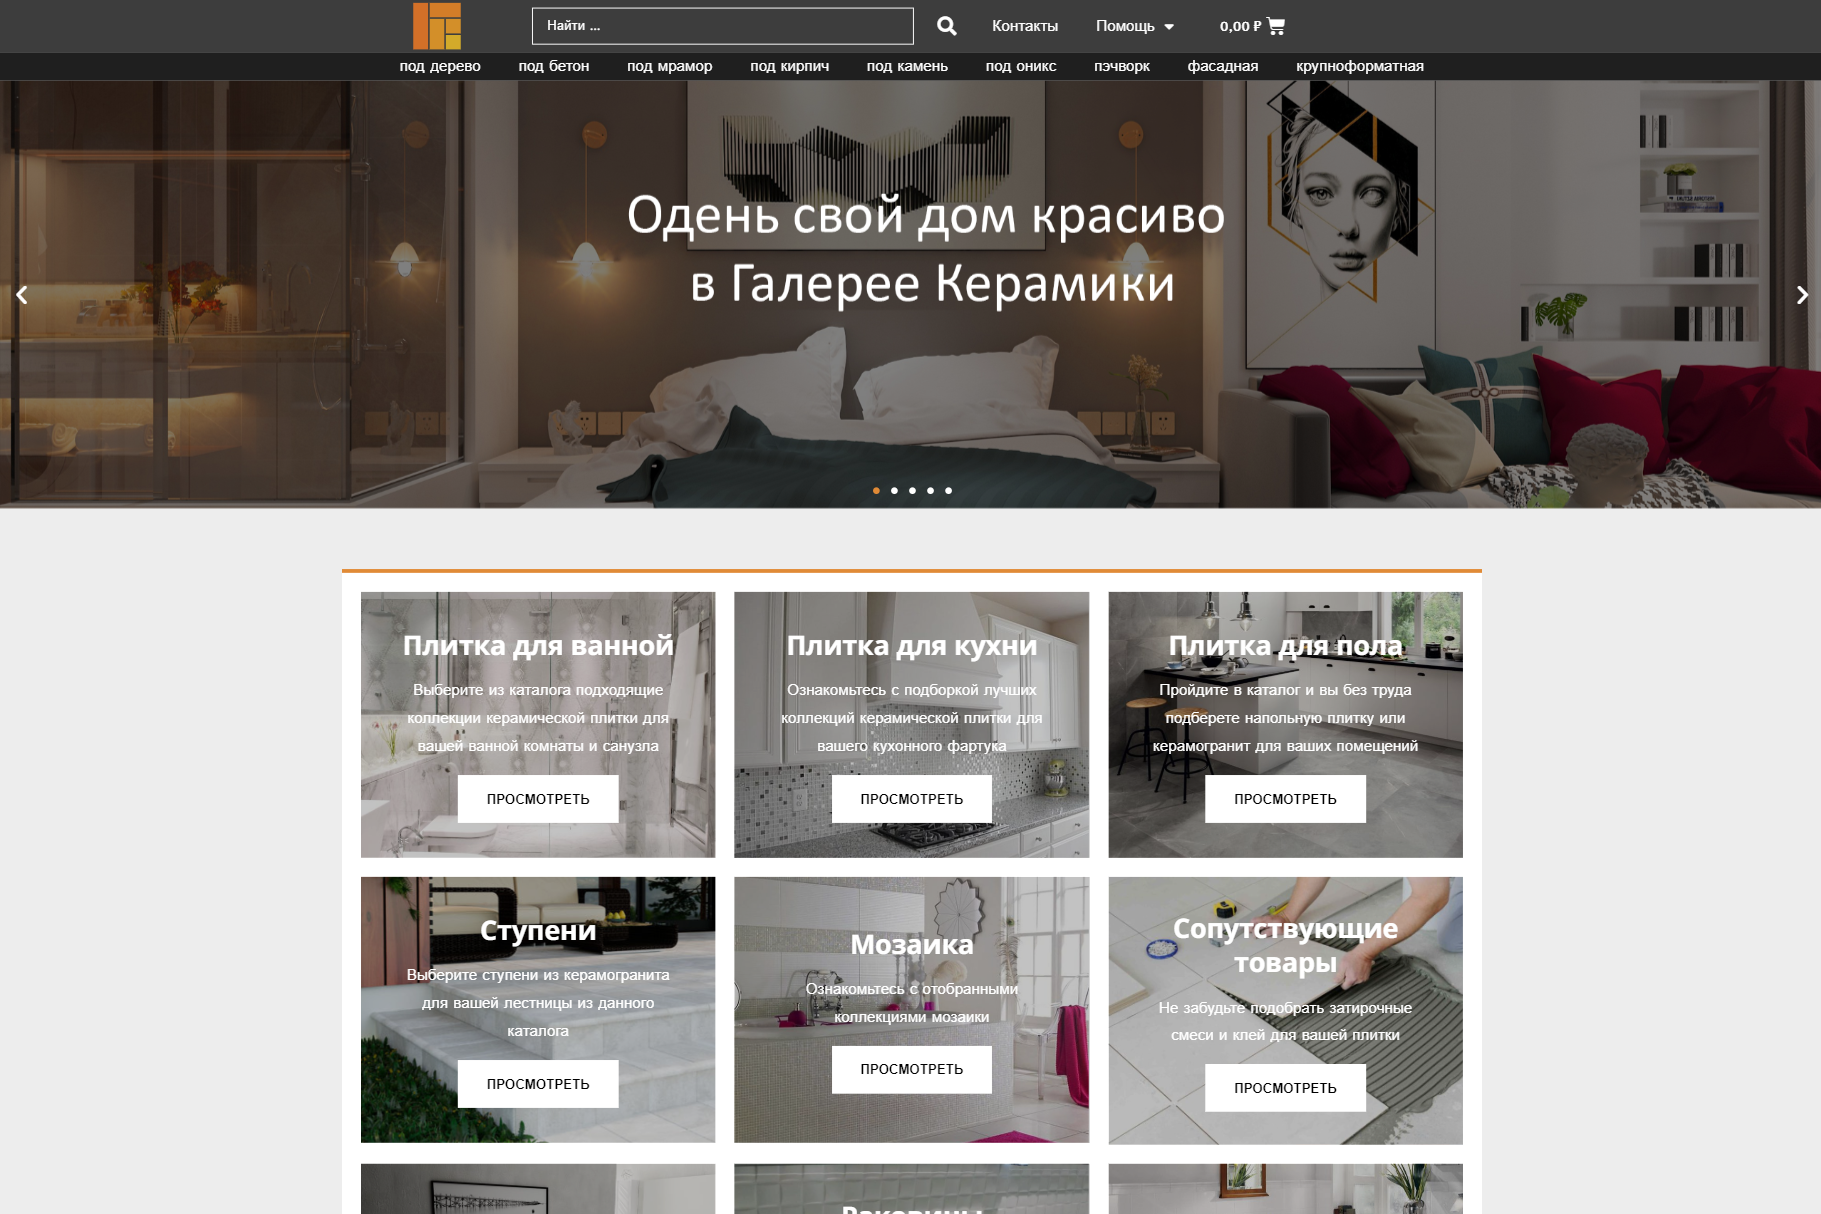 Найти ...
Контакты
Помощь
0,00 ₽
под дерево
под бетон
под мрамор
под кирпич
под камень
под оникс
пэчворк
фасадная
крупноформатная
Одень свой дом красиво
в Галерее Керамики
Плитка для ванной
Выберите из каталога подходящие
коллекции керамической плитки для
вашей ванной комнаты и санузла
ПРОСМОТРЕТЬ
Плитка для кухни
Ознакомьтесь с подборкой лучших
коллекций керамической плитки для
вашего кухонного фартука
ПРОСМОТРЕТЬ
Плитка для пола
Пройдите в каталог и вы без труда
подберете напольную плитку или
керамогранит для ваших помещений
ПРОСМОТРЕТЬ
Ступени
Выберите ступени из керамогранита
для вашей лестницы из данного
каталога
ПРОСМОТРЕТЬ
Мозаика
Ознакомьтесь с отобранными
коллекциями мозаики
ПРОСМОТРЕТЬ
Сопутствующие
товары
Не забудьте подобрать затирочные
смеси и клей для вашей плитки
ПРОСМОТРЕТЬ
Раковины